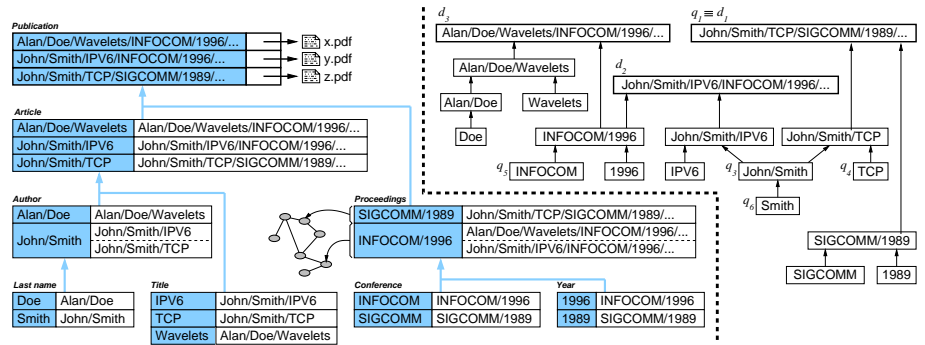 Publication
Alan/Doe/Wavelets/INFOCOM/1996/...
x.pdf
John/Smith/IPV6/INFOCOM/1996/...
y.pdf
John/Smith/TCP/SIGCOMM/1989/...
z.pdf
Article
Alan/Doe/Wavelets Alan/Doe/Wavelets/INFOCOM/1996/...
John/Smith/IPV6 John/Smith/IPV6/INFOCOM/1996/...
John/Smith/TCP John/Smith/TCP/SIGCOMM/1989/...
Author
Alan/Doe Alan/Doe/Wavelets
John/Smith John/Smith/IPV6
John/Smith/TCP
Proceedings
SIGCOMM/1989 John/Smith/TCP/SIGCOMM/1989/...
INFOCOM/1996 Alan/Doe/Wavelets/INFOCOM/1996/...
John/Smith/IPV6/INFOCOM/1996/...
Last name
Doe Alan/Doe
Smith John/Smith
Title
IPV6 John/Smith/IPV6
TCP John/Smith/TCP
Wavelets Alan/Doe/Wavelets
Conference
INFOCOM INFOCOM/1996
SIGCOMM SIGCOMM/1989
Year
1996 INFOCOM/1996
1989 SIGCOMM/1989
d3
Alan/Doe/Wavelets/INFOCOM/1996/...
q1 ≡ d1
John/Smith/TCP/SIGCOMM/1989/...
Alan/Doe/Wavelets
d2
John/Smith/IPV6/INFOCOM/1996/...
Alan/Doe
Wavelets
Doe
INFOCOM/1996
John/Smith/IPV6
John/Smith/TCP
q5 INFOCOM
1996
IPV6
q3 John/Smith
q4 TCP
q6 Smith
SIGCOMM/1989
SIGCOMM
1989